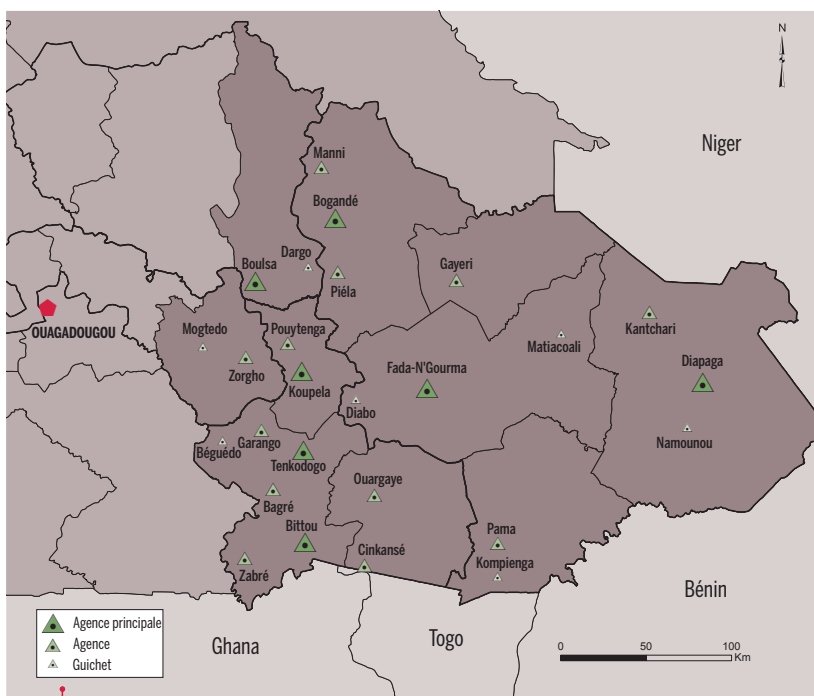 N
Niger
Manni
Bogandé
Dargo
Boulsa
Piéla
Gayeri
Kantchari
OUAGADOUGOU
Mogtedo
Pouytenga
Matiacoali
Zorgho
Koupela
Fada-N'Gourma
Diapaga
Diabo
Béguédo
Garango
Namounou
Tenkodogo
Ouargaye
Bagré
Bittou
Pama
Cinkansé
Kompienga
Zabré
Bénin
Agence principale
Agence
Guichet
Ghana
Togo
0 50 100
Km